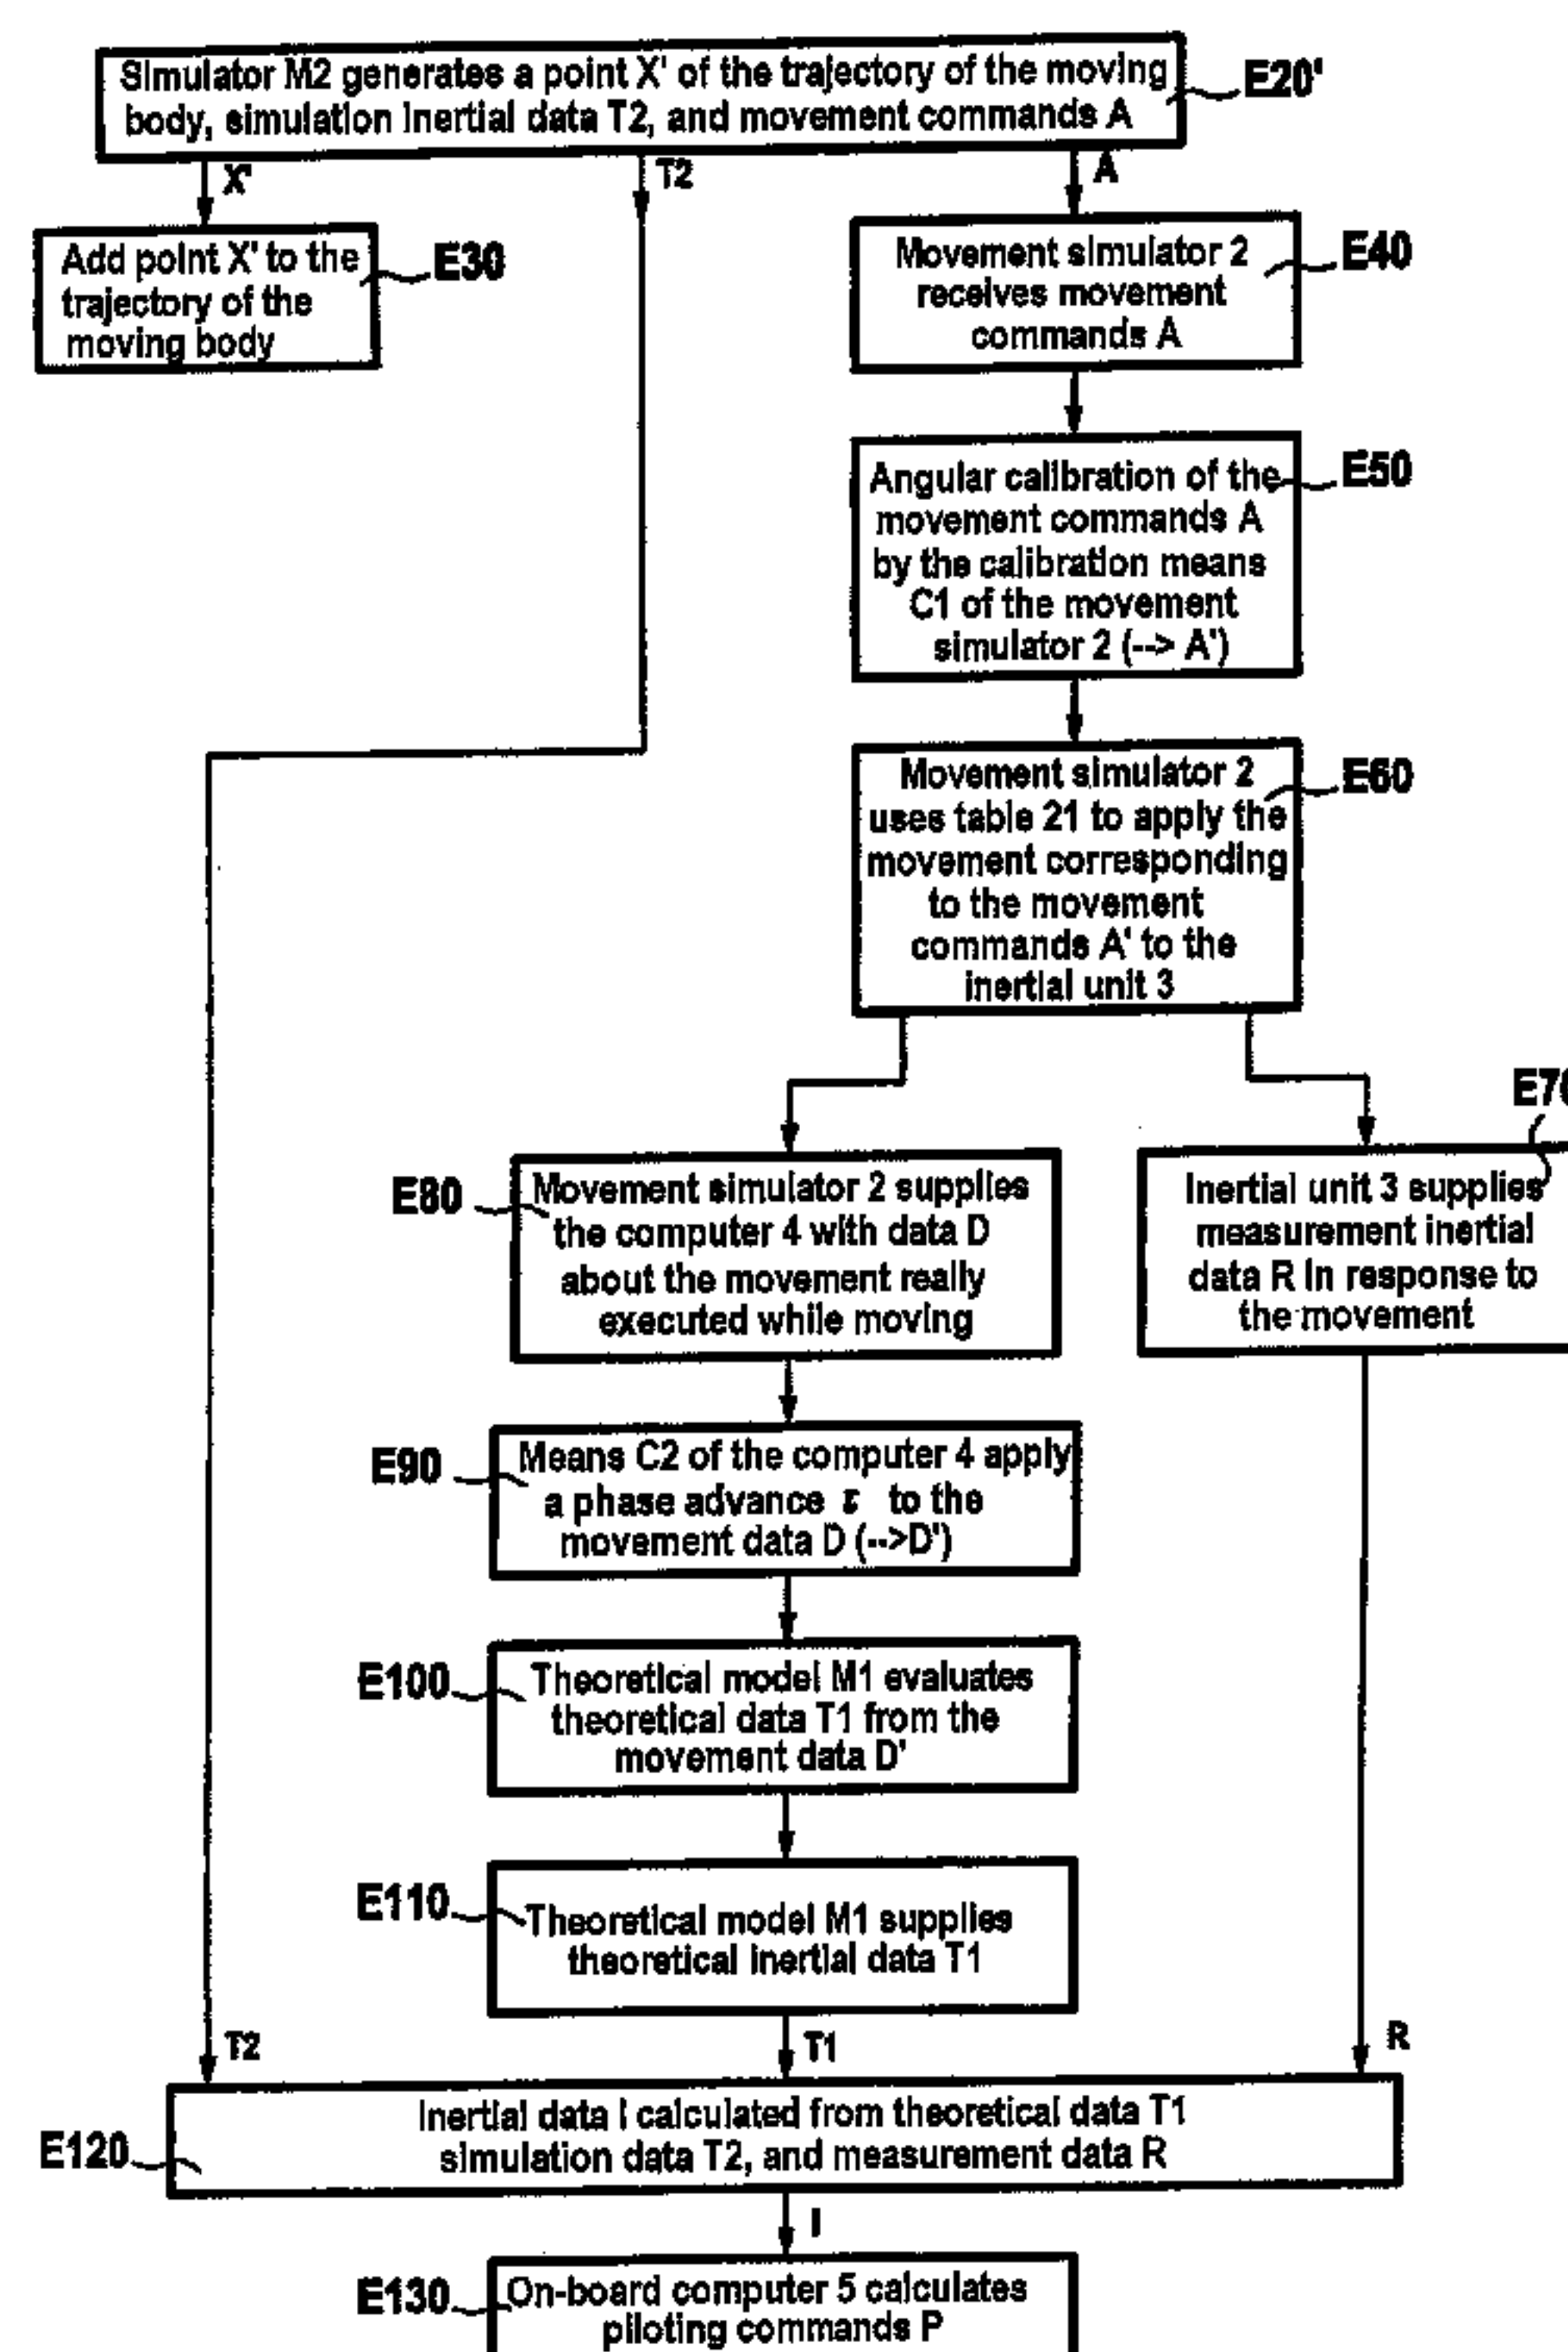 Simulator M2 generates a point X' of the trajectory of the moving
body, simulation inertial data T2, and movement commands A
E20'
X'
T2
A
Add point X' to the
trajectory of the
moving body
E30
Movement simulator 2
receives movement
commands A
E40
Angular calibration of the
movement commands A
by the calibration means
C1 of the movement
simulator 2 (--> A')
E50
Movement simulator 2
uses table 21 to apply the
movement corresponding
to the movement
commands A' to the
inertial unit 3
E60
E80
Movement simulator 2 supplies
the computer 4 with data D
about the movement really
executed while moving
Inertial unit 3 supplies
measurement inertial
data R in response to
the movement
E90
Means C2 of the computer 4 apply
a phase advance to the
movement data D (-->D')
E100
Theoretical model M1 evaluates
theoretical data T1 from the
movement data D'
E110
Theoretical model M1 supplies
theoretical inertial data T1
T2
T1
R
E120
Inertial data I calculated from theoretical data T1
simulation data T2, and measurement data R
I
E130
On-board computer 5 calculates
piloting commands P